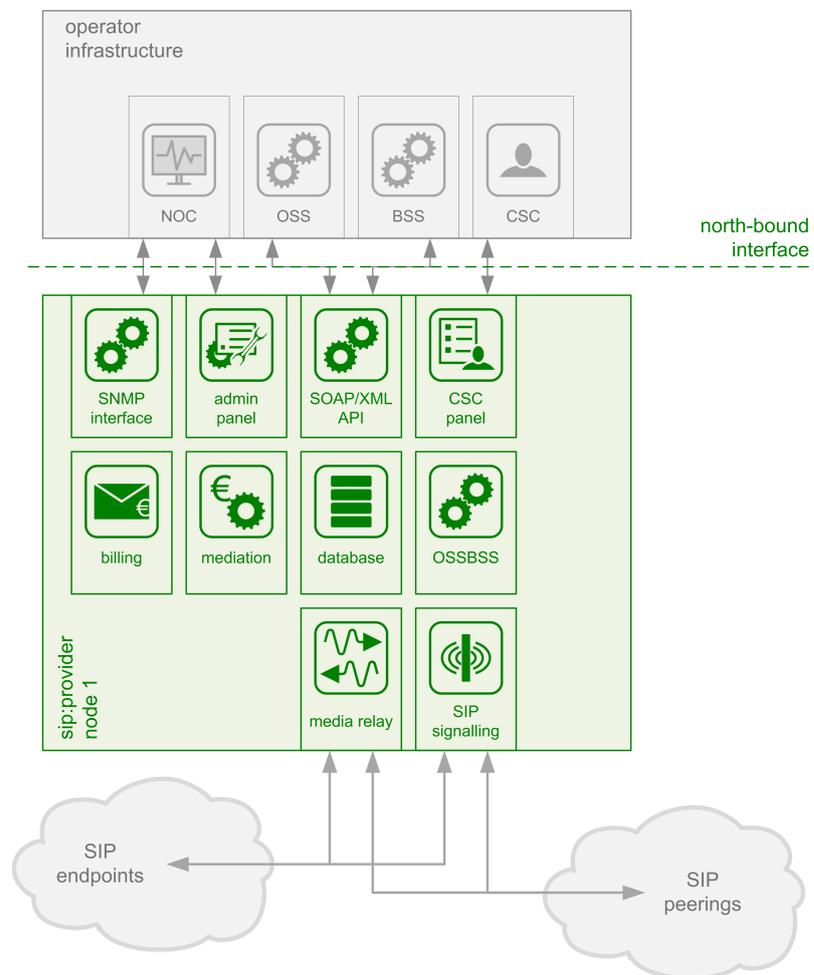 operator
infrastructure
NOC
OSS
BSS
CSC
north-bound
interface
SNMP
interface
admin
panel
SOAP/XML
API
CSC
panel
€
€
billing
mediation
database
OSSBSS
sip:provider
node 1
media relay
SIP
signalling
SIP
endpoints
SIP
peerings